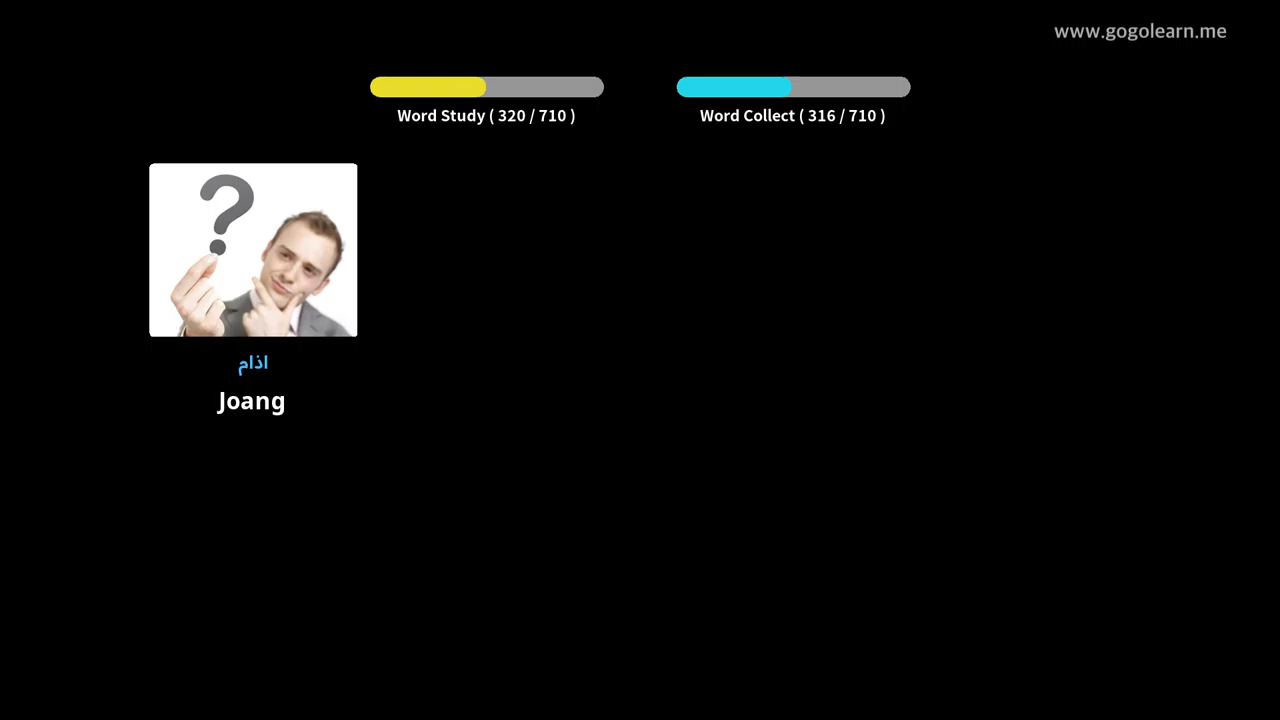 www.gogolearn.me
Word Study ( 320 / 710 )
Word Collect ( 316 / 710 )
?
اذام
Joang